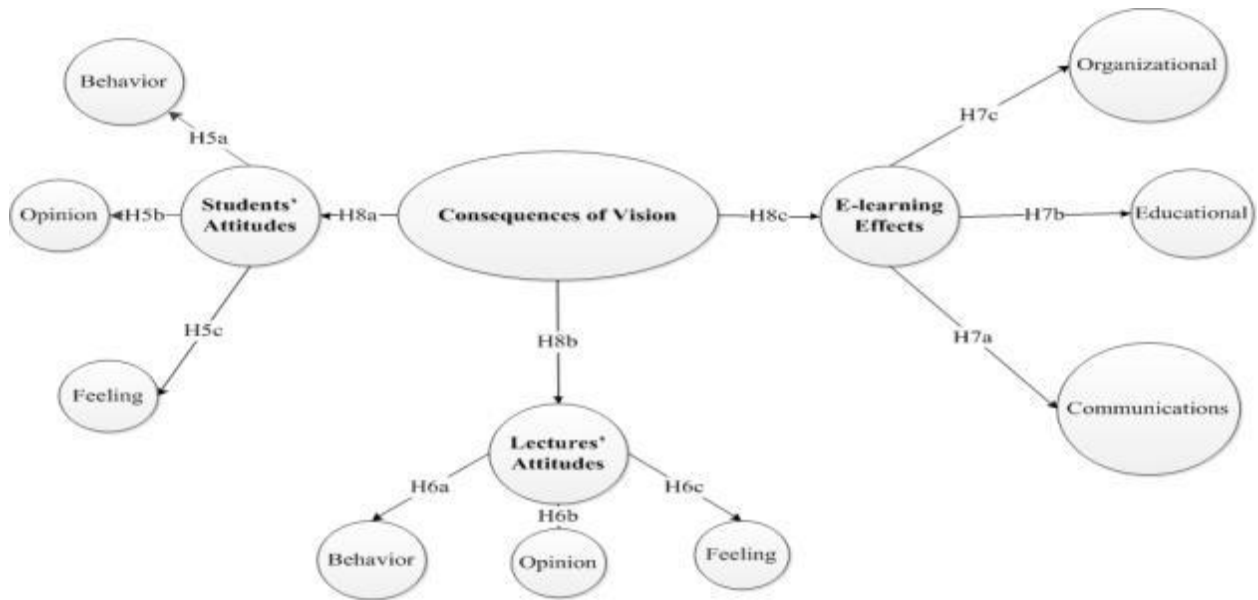 Behavior
Organizational
H7c
H5a
Opinion
H5b
Students'
Attitudes
H8a
Consequences of Vision
H8c
E-learning
Effects
H7b
Educational
H5c
H8b
H7a
Feeling
Communications
Lectures'
Attitudes
H6a
H6c
H6b
Behavior
Opinion
Feeling